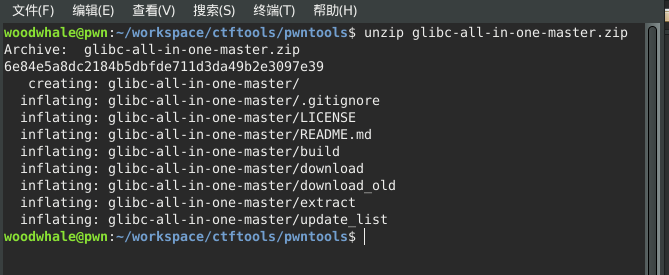 文件(F) 编辑(E) 查看(V) 搜索(S) 终端(T) 帮助(H)
woodwhale@pwn:~/workspace/ctftools/pwntools$ unzip glibc-all-in-one-master.zip
Archive:  glibc-all-in-one-master.zip
6e84e5a8dc2184b5dbfde711d3da49b2e3097e39
   creating: glibc-all-in-one-master/
  inflating: glibc-all-in-one-master/.gitignore
  inflating: glibc-all-in-one-master/LICENSE
  inflating: glibc-all-in-one-master/README.md
  inflating: glibc-all-in-one-master/build
  inflating: glibc-all-in-one-master/download
  inflating: glibc-all-in-one-master/download_old
  inflating: glibc-all-in-one-master/extract
  inflating: glibc-all-in-one-master/update_list
woodwhale@pwn:~/workspace/ctftools/pwntools$